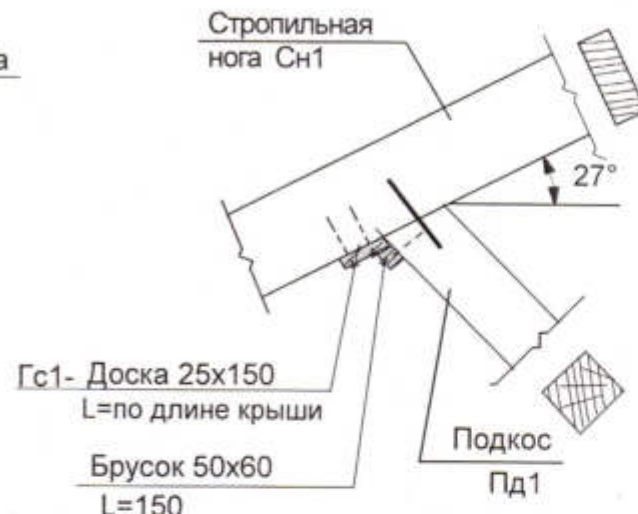 а
Стропильная
нога Сн1
27°
Гс1- Доска 25х150
L=по длине крыши
Брусок 50х60
L=150
Подкос
Пд1